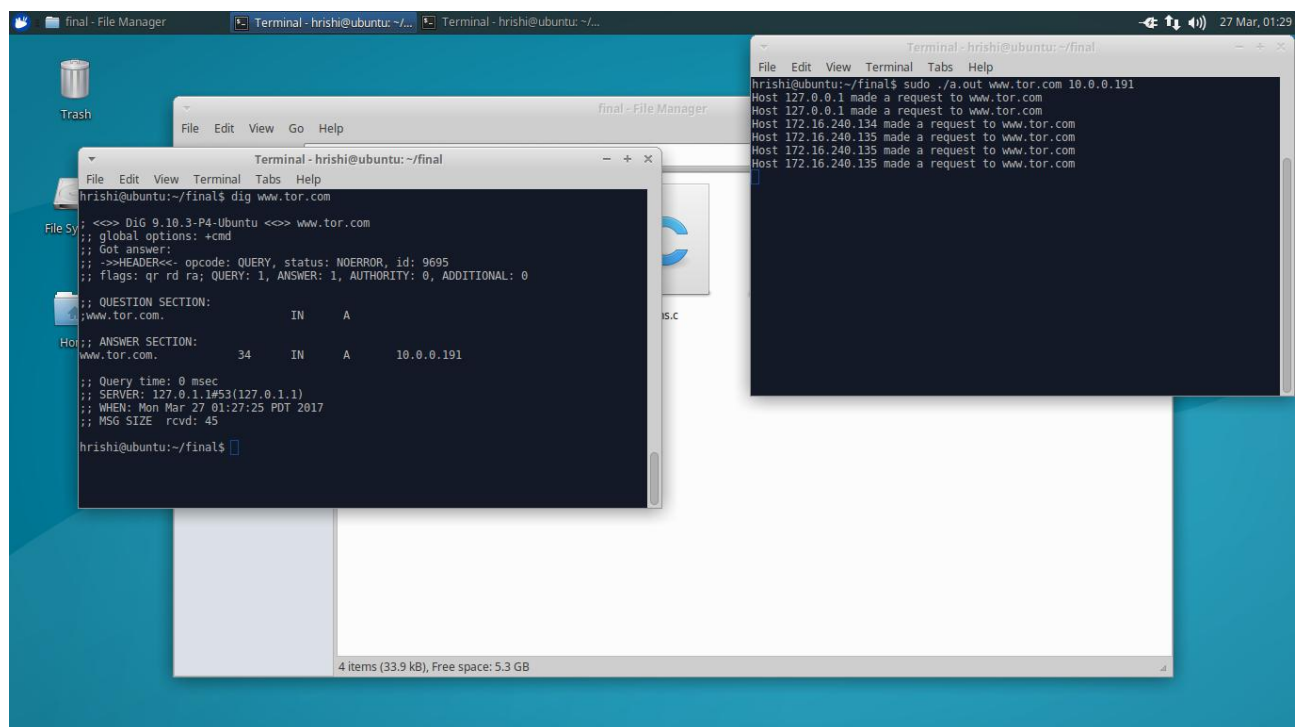 final - File Manager
Terminal - hrishi@ubuntu: ~/...
Terminal - hrishi@ubuntu: ~/...
27 Mar, 01:29
Trash
File Sy
Ho
final - File Manager
File Edit View Go Help
s.c
4 items (33.9 kB), Free space: 5.3 GB
Terminal - hrishi@ubuntu: ~/final
File Edit View Terminal Tabs Help
hrishi@ubuntu:~/final$ dig www.tor.com
; <<>> DiG 9.10.3-P4-Ubuntu <<>> www.tor.com
;; global options: +cmd
;; Got answer:
;; ->>HEADER<<- opcode: QUERY, status: NOERROR, id: 9695
;; flags: qr rd ra; QUERY: 1, ANSWER: 1, AUTHORITY: 0, ADDITIONAL: 0
;; QUESTION SECTION:
;www.tor.com. IN A
;; ANSWER SECTION:
www.tor.com. 34 IN A 10.0.0.191
;; Query time: 0 msec
;; SERVER: 127.0.1.1#53(127.0.1.1)
;; WHEN: Mon Mar 27 01:27:25 PDT 2017
;; MSG SIZE rcvd: 45
hrishi@ubuntu:~/final$
Terminal - hrishi@ubuntu: ~/final
File Edit View Terminal Tabs Help
hrishi@ubuntu:~/final$ sudo ./a.out www.tor.com 10.0.0.191
Host 127.0.0.1 made a request to www.tor.com
Host 127.0.0.1 made a request to www.tor.com
Host 172.16.240.134 made a request to www.tor.com
Host 172.16.240.135 made a request to www.tor.com
Host 172.16.240.135 made a request to www.tor.com
Host 172.16.240.135 made a request to www.tor.com